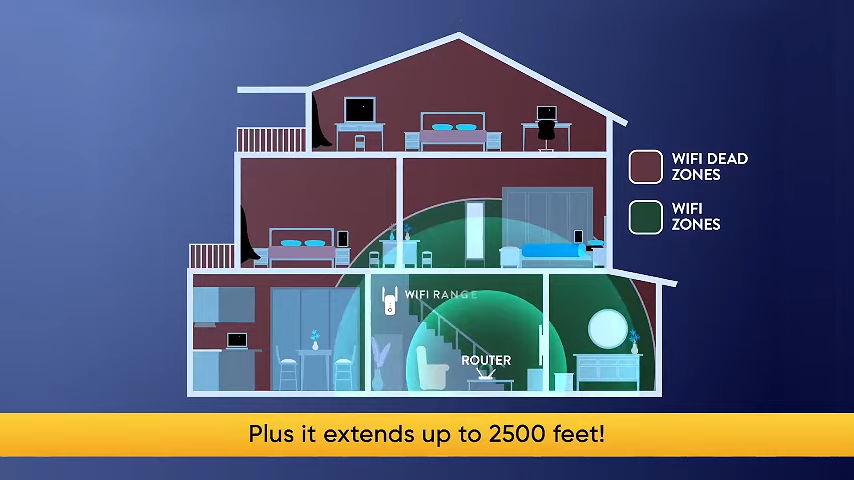 WIFI DEAD
ZONES
WIFI
ZONES
WIFI RANGE
ROUTER
Plus it extends up to 2500 feet!